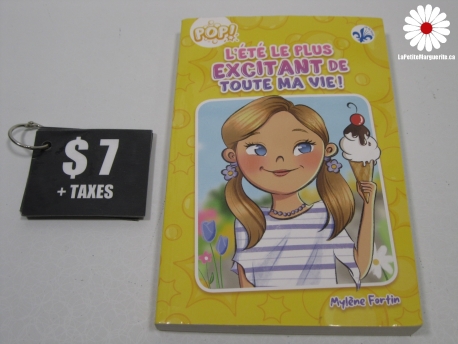 POP!
L'ÉTÉ LE PLUS
EXCITANT DE
TOUTE MA VIE!
Mylène Fortin
$7
+ TAXES
LaPetiteMarguerite.ca